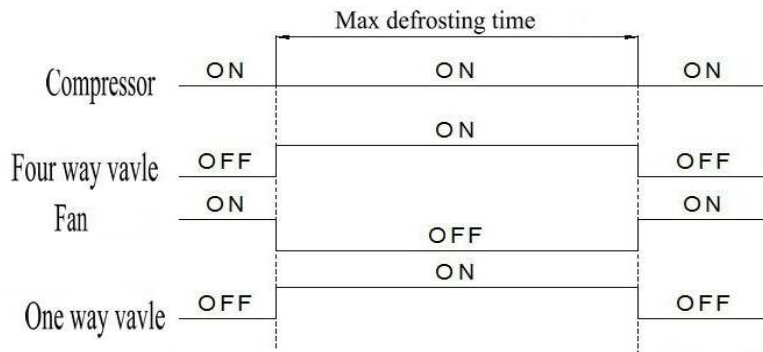 Max defrosting time
Compressor ON ON ON
ON
Four way vavle OFF OFF
Fan ON ON
OFF
ON
One way vavle OFF OFF